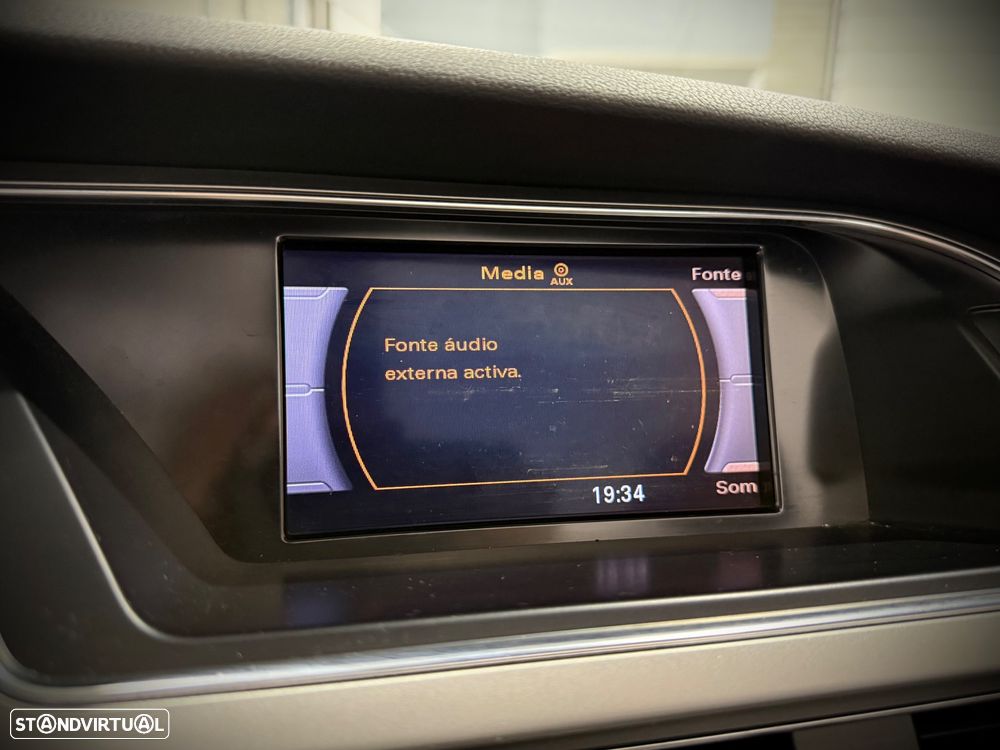 Media AUX
Fonte
Fonte áudio
externa activa.
19:34
Som
STANDVIRTUAL